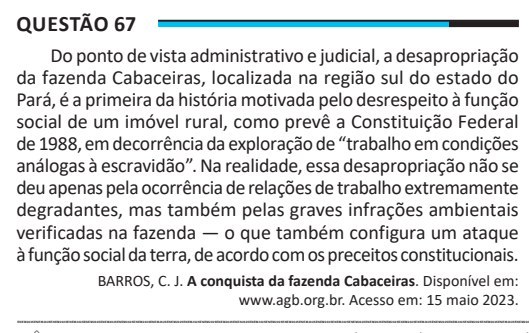 QUESTÃO 67
Do ponto de vista administrativo e judicial, a desapropriação
da fazenda Cabaceiras, localizada na região sul do estado do
Pará, é a primeira da história motivada pelo desrespeito à função
social de um imóvel rural, como prevê a Constituição Federal
de 1988, em decorrência da exploração de “trabalho em condições
análogas à escravidão”. Na realidade, essa desapropriação não se
deu apenas pela ocorrência de relações de trabalho extremamente
degradantes, mas também pelas graves infrações ambientais
verificadas na fazenda — o que também configura um ataque
à função social da terra, de acordo com os preceitos constitucionais.
BARROS, C. J. A conquista da fazenda Cabaceiras. Disponível em:
www.agb.org.br. Acesso em: 15 maio 2023.